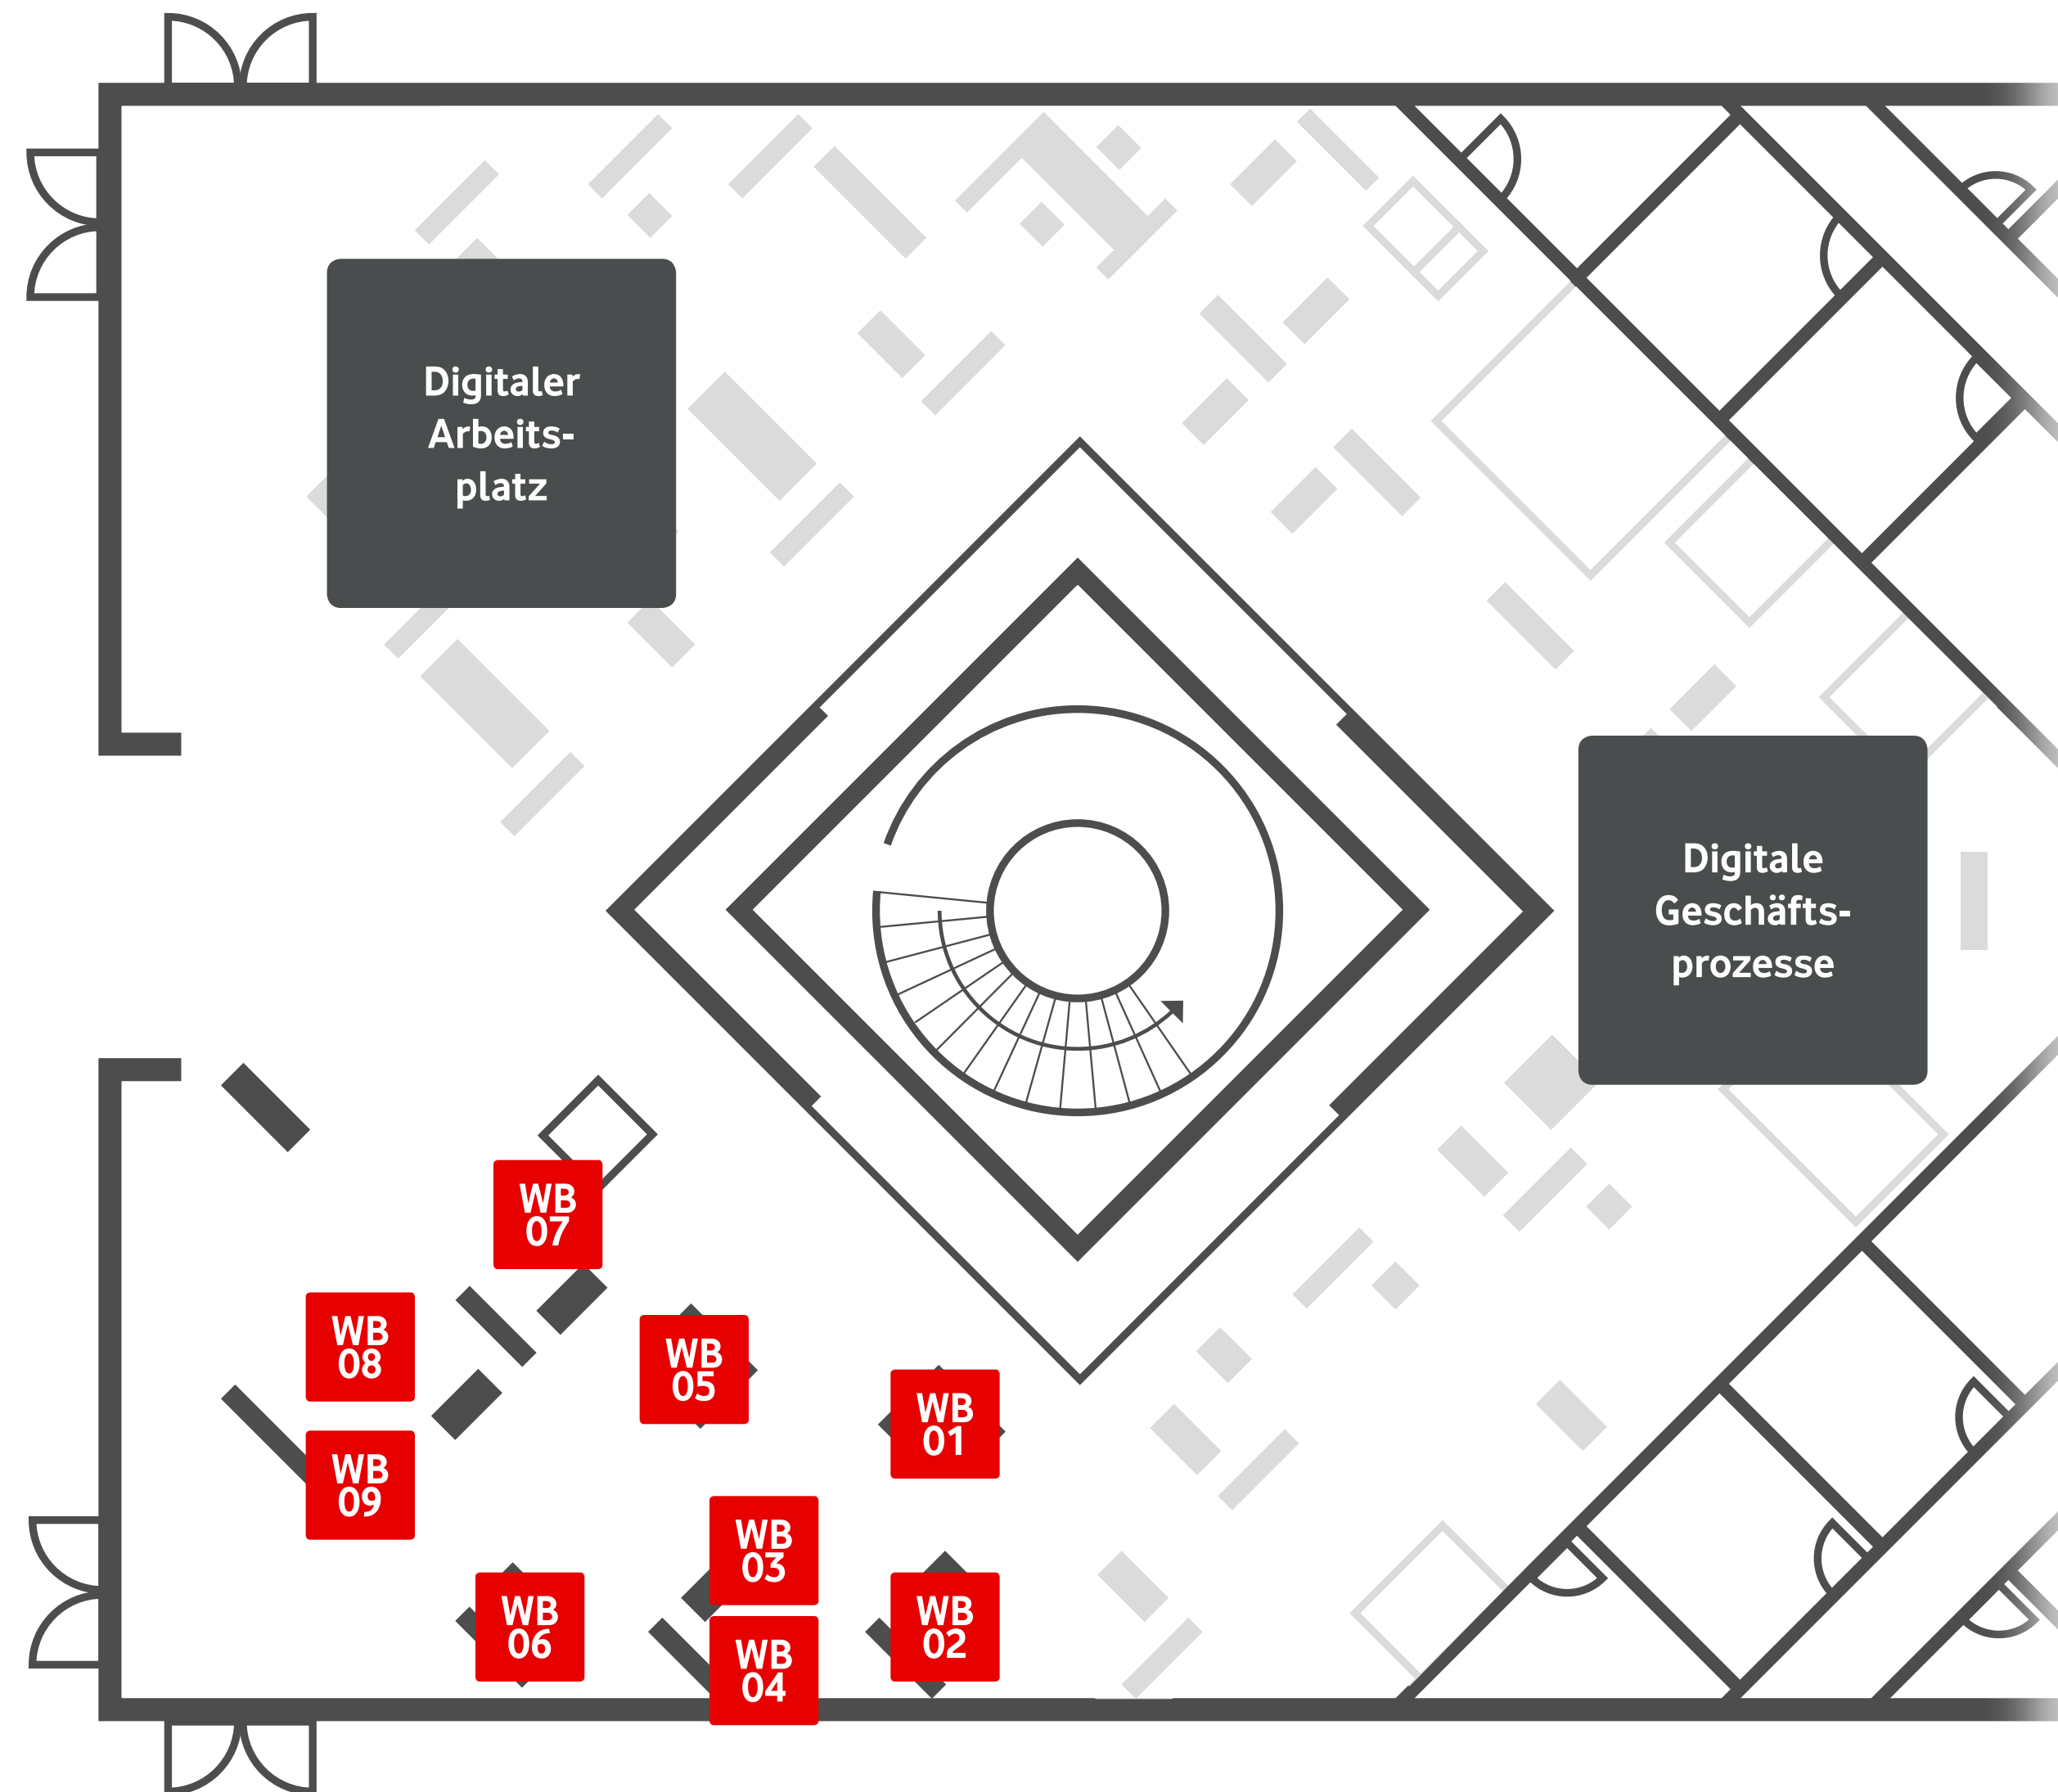 Digitaler
Arbeits-
platz
Digitale
Geschäfts-
prozesse
WB
07
WB
08
WB
05
WB
01
WB
09
WB
03
WB
06
WB
02
WB
04